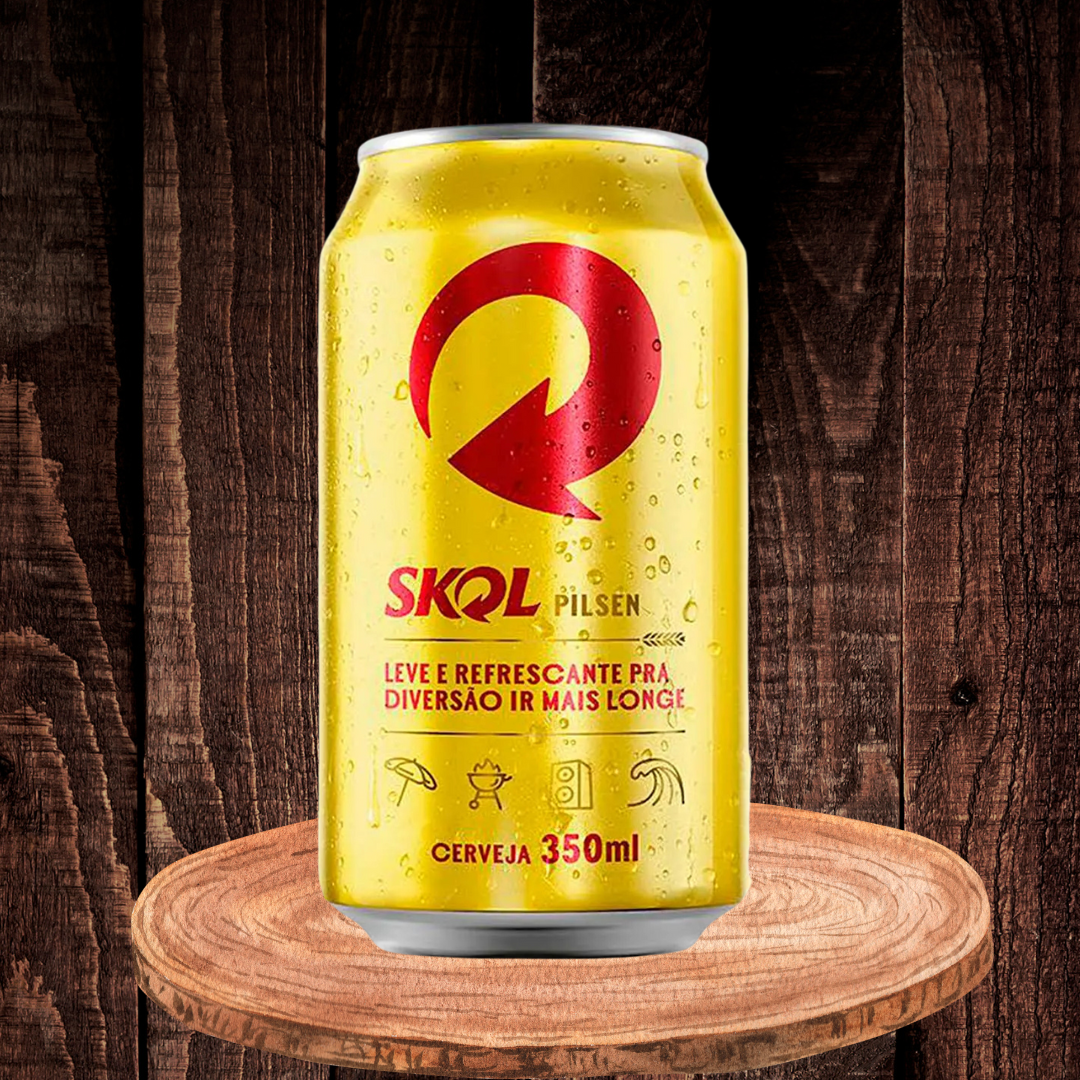 SKOL PILSEN
LEVE E REFRESCANTE PRA
DIVERSÃO IR MAIS LONGE
CERVEJA 350ml